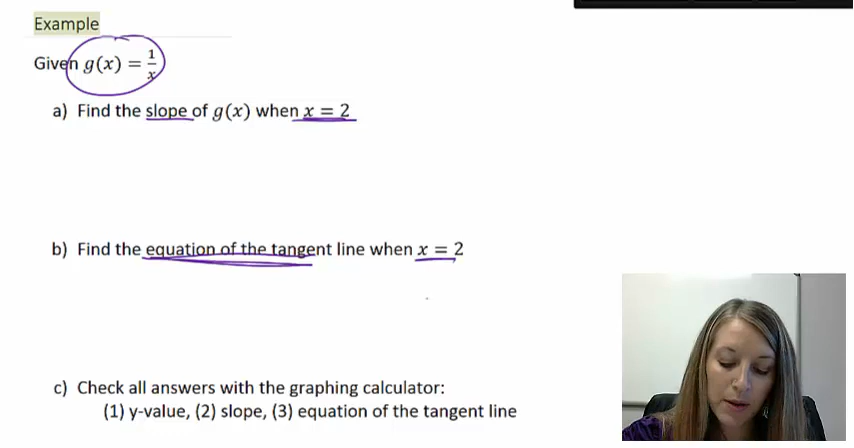 Example
Given g(x) = 1/x
a) Find the slope of g(x) when x = 2
b) Find the equation of the tangent line when x = 2
c) Check all answers with the graphing calculator:
(1) y-value, (2) slope, (3) equation of the tangent line